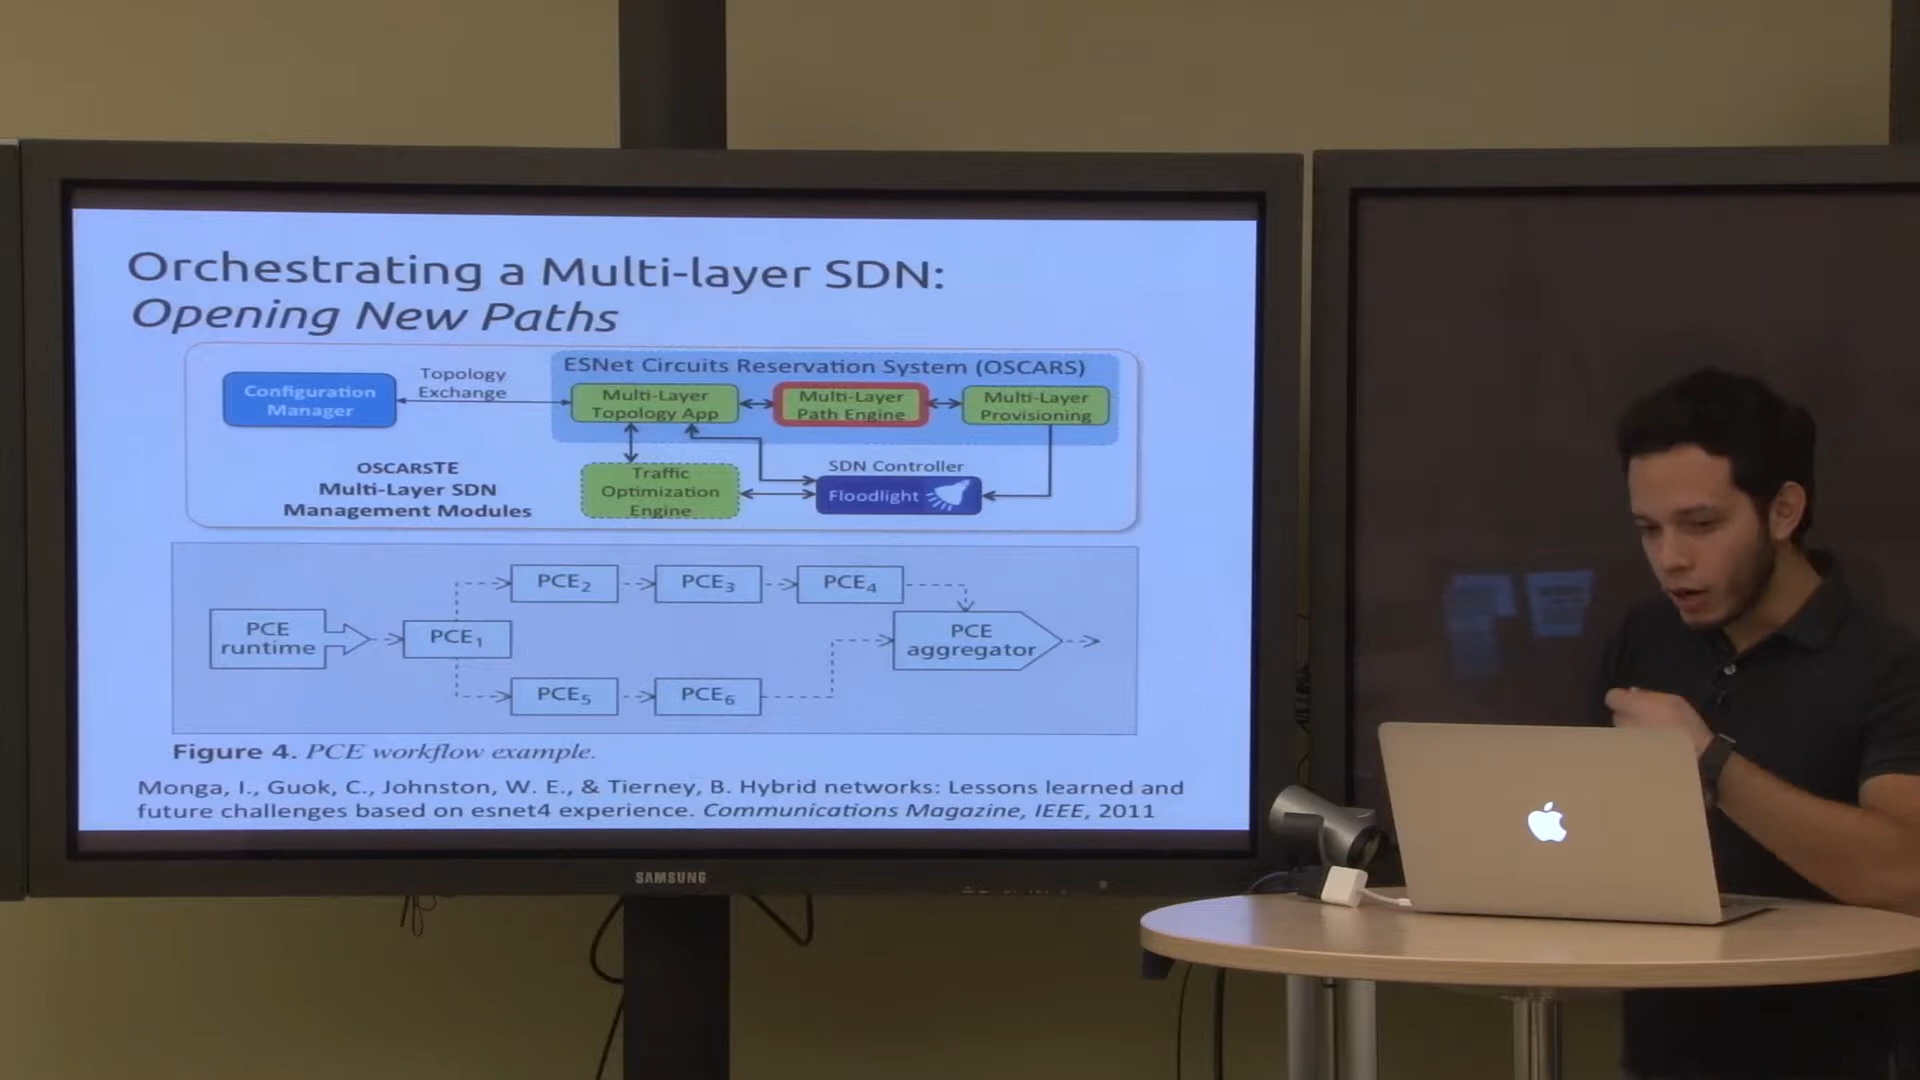 Orchestrating a Multi-layer SDN:
Opening New Paths
ESNet Circuits Reservation System (OSCARS)
Configuration
Manager
Topology
Exchange
Multi-Layer
Topology App
Multi-Layer
Path Engine
Multi-Layer
Provisioning
OSCARSTE
Multi-Layer SDN
Management Modules
Traffic
Optimization
Engine
SDN Controller
Floodlight
PCE
runtime
PCE1
PCE2
PCE3
PCE4
PCE5
PCE6
PCE
aggregator
Figure 4. PCE workflow example.
Monga, I., Guok, C., Johnston, W. E., & Tierney, B. Hybrid networks: Lessons learned and
future challenges based on esnet4 experience. Communications Magazine, IEEE, 2011
SAMSUNG